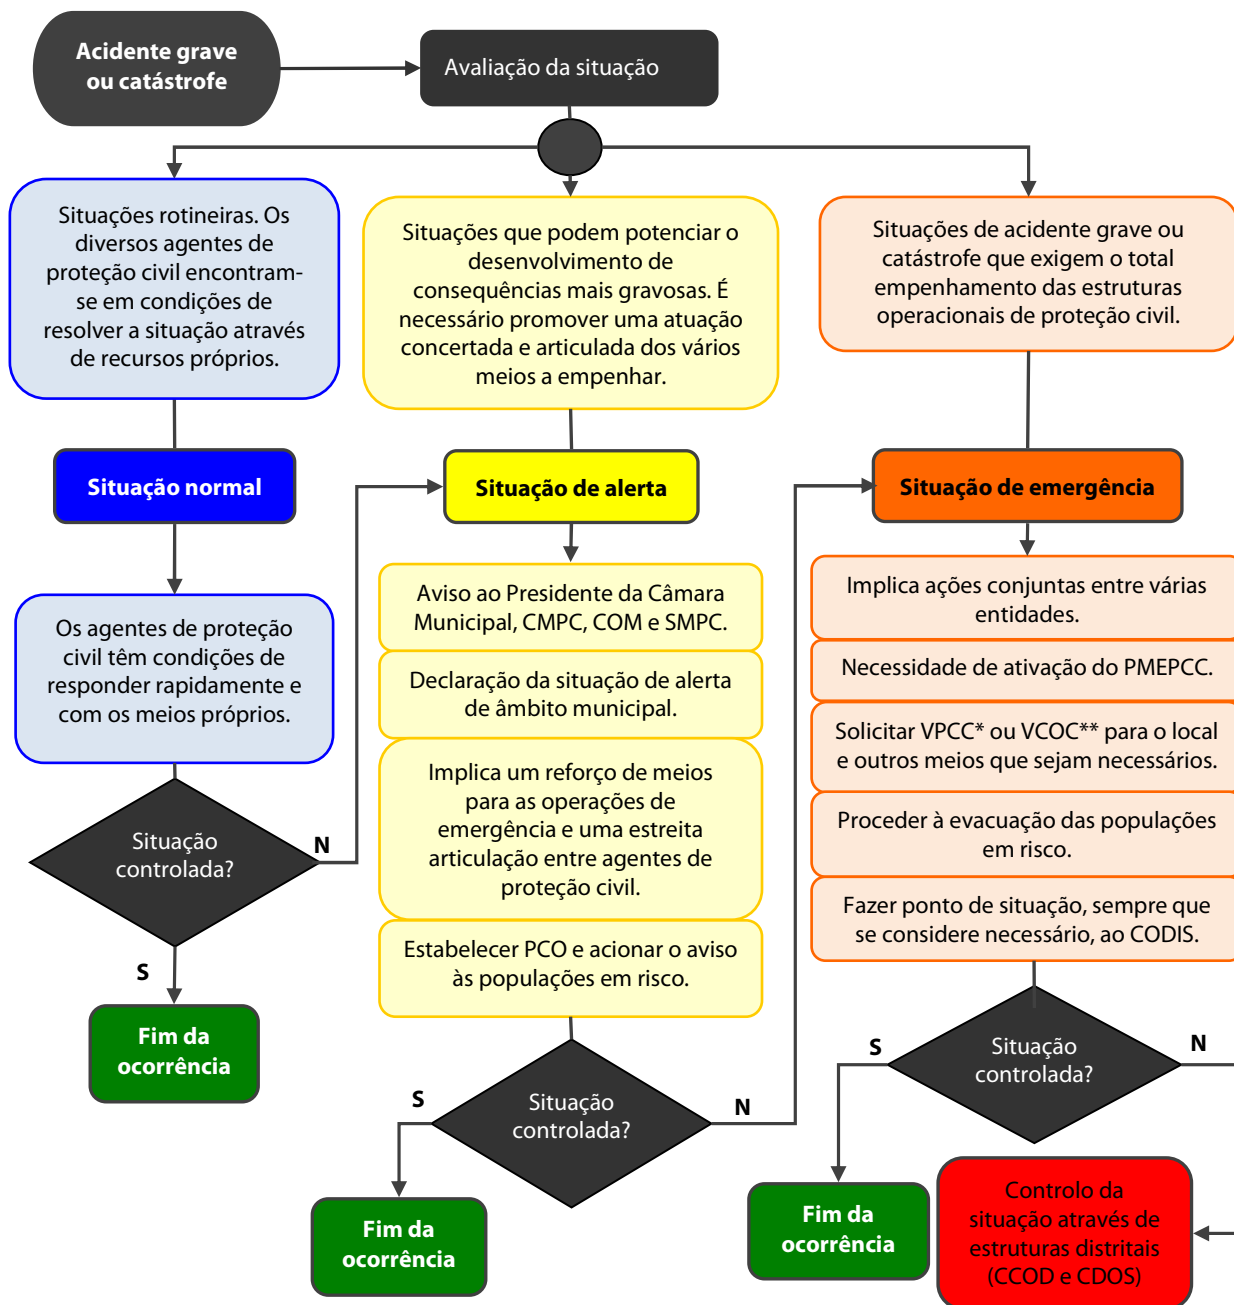 Acidente grave
ou catástrofe
Avaliação da situação
Situações rotineiras. Os
diversos agentes de
proteção civil encontram-
se em condições de
resolver a situação através
de recursos próprios.
Situações que podem potenciar o
desenvolvimento de
consequências mais gravosas. É
necessário promover uma atuação
concertada e articulada dos vários
meios a empenhar.
Situações de acidente grave ou
catástrofe que exigem o total
empenhamento das estruturas
operacionais de proteção civil.
Situação normal
Situação de alerta
Situação de emergência
Os agentes de proteção
civil têm condições de
responder rapidamente e
com os meios próprios.
Situação
controlada?
N
S
Fim da
ocorrência
Aviso ao Presidente da Câmara
Municipal, CMPC, COM e SMPC.
Declaração da situação de alerta
de âmbito municipal.
Implica um reforço de meios
para as operações de
emergência e uma estreita
articulação entre agentes de
proteção civil.
Estabelecer PCO e acionar o aviso
às populações em risco.
Situação
controlada?
S
N
Fim da
ocorrência
Implica ações conjuntas entre várias
entidades.
Necessidade de ativação do PMEPCC.
Solicitar VPCC* ou VCOC** para o local
e outros meios que sejam necessários.
Proceder à evacuação das populações
em risco.
Fazer ponto de situação, sempre que
se considere necessário, ao CODIS.
Situação
controlada?
S
N
Fim da
ocorrência
Controlo da
situação através de
estruturas distritais
(CCOD e CDOS)